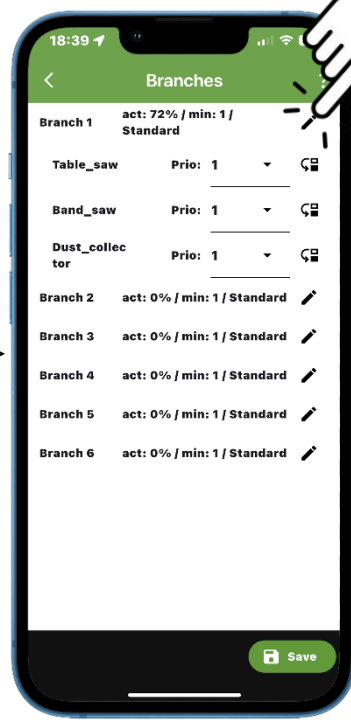 18:39
Branches
Branch 1 act: 72% / min: 1 /
Standard
Table_saw Prio: 1
Band_saw Prio: 1
Dust_collec
tor Prio: 1
Branch 2 act: 0% / min: 1 / Standard
Branch 3 act: 0% / min: 1 / Standard
Branch 4 act: 0% / min: 1 / Standard
Branch 5 act: 0% / min: 1 / Standard
Branch 6 act: 0% / min: 1 / Standard
Save